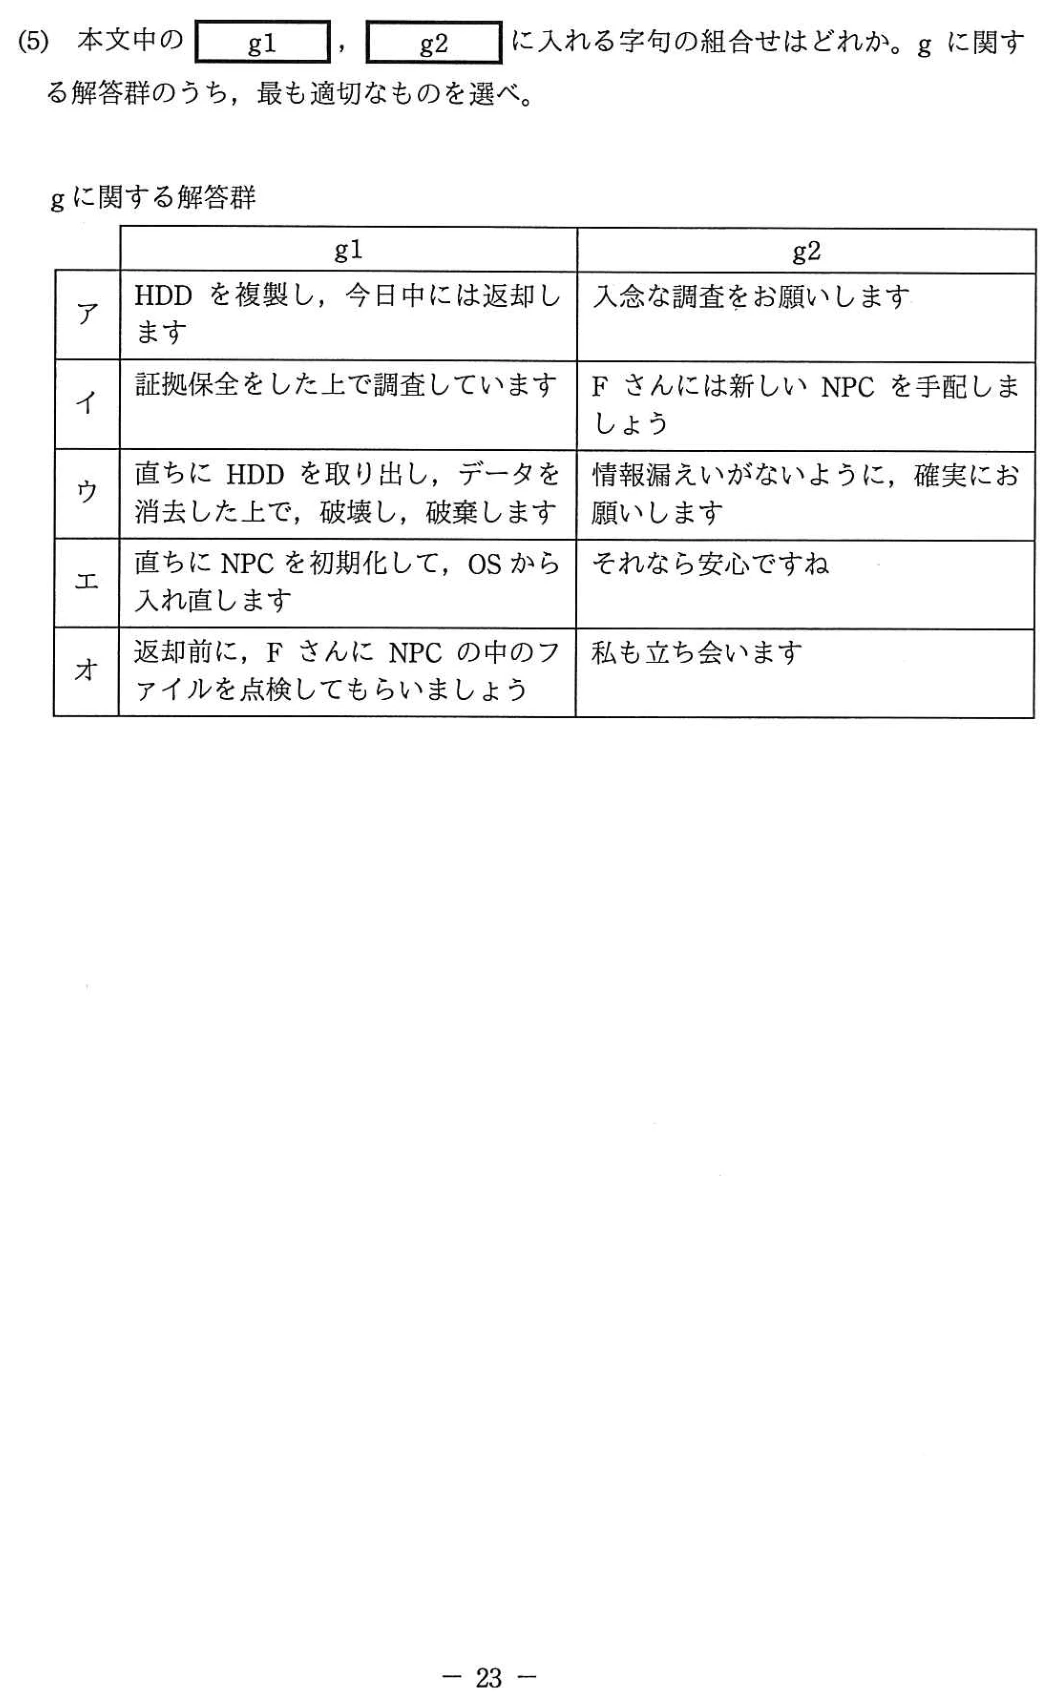 (5) 本文中の g1 , g2 に入れる字句の組合せはどれか。g に関す
る解答群のうち，最も適切なものを選べ。
gに関する解答群
g1 g2
ア HDD を複製し，今日中には返却し
ます 入念な調査をお願いします
イ 証拠保全をした上で調査しています F さんには新しい NPC を手配しま
しょう
ウ 直ちに HDD を取り出し，データを
消去した上で，破壊し，破棄します 情報漏えいがないように，確実にお
願いします
エ 直ちに NPC を初期化して，OS から
入れ直します それなら安心ですね
オ 返却前に，F さんに NPC の中のフ
ァイルを点検してもらいましょう 私も立ち会います
— 23 —